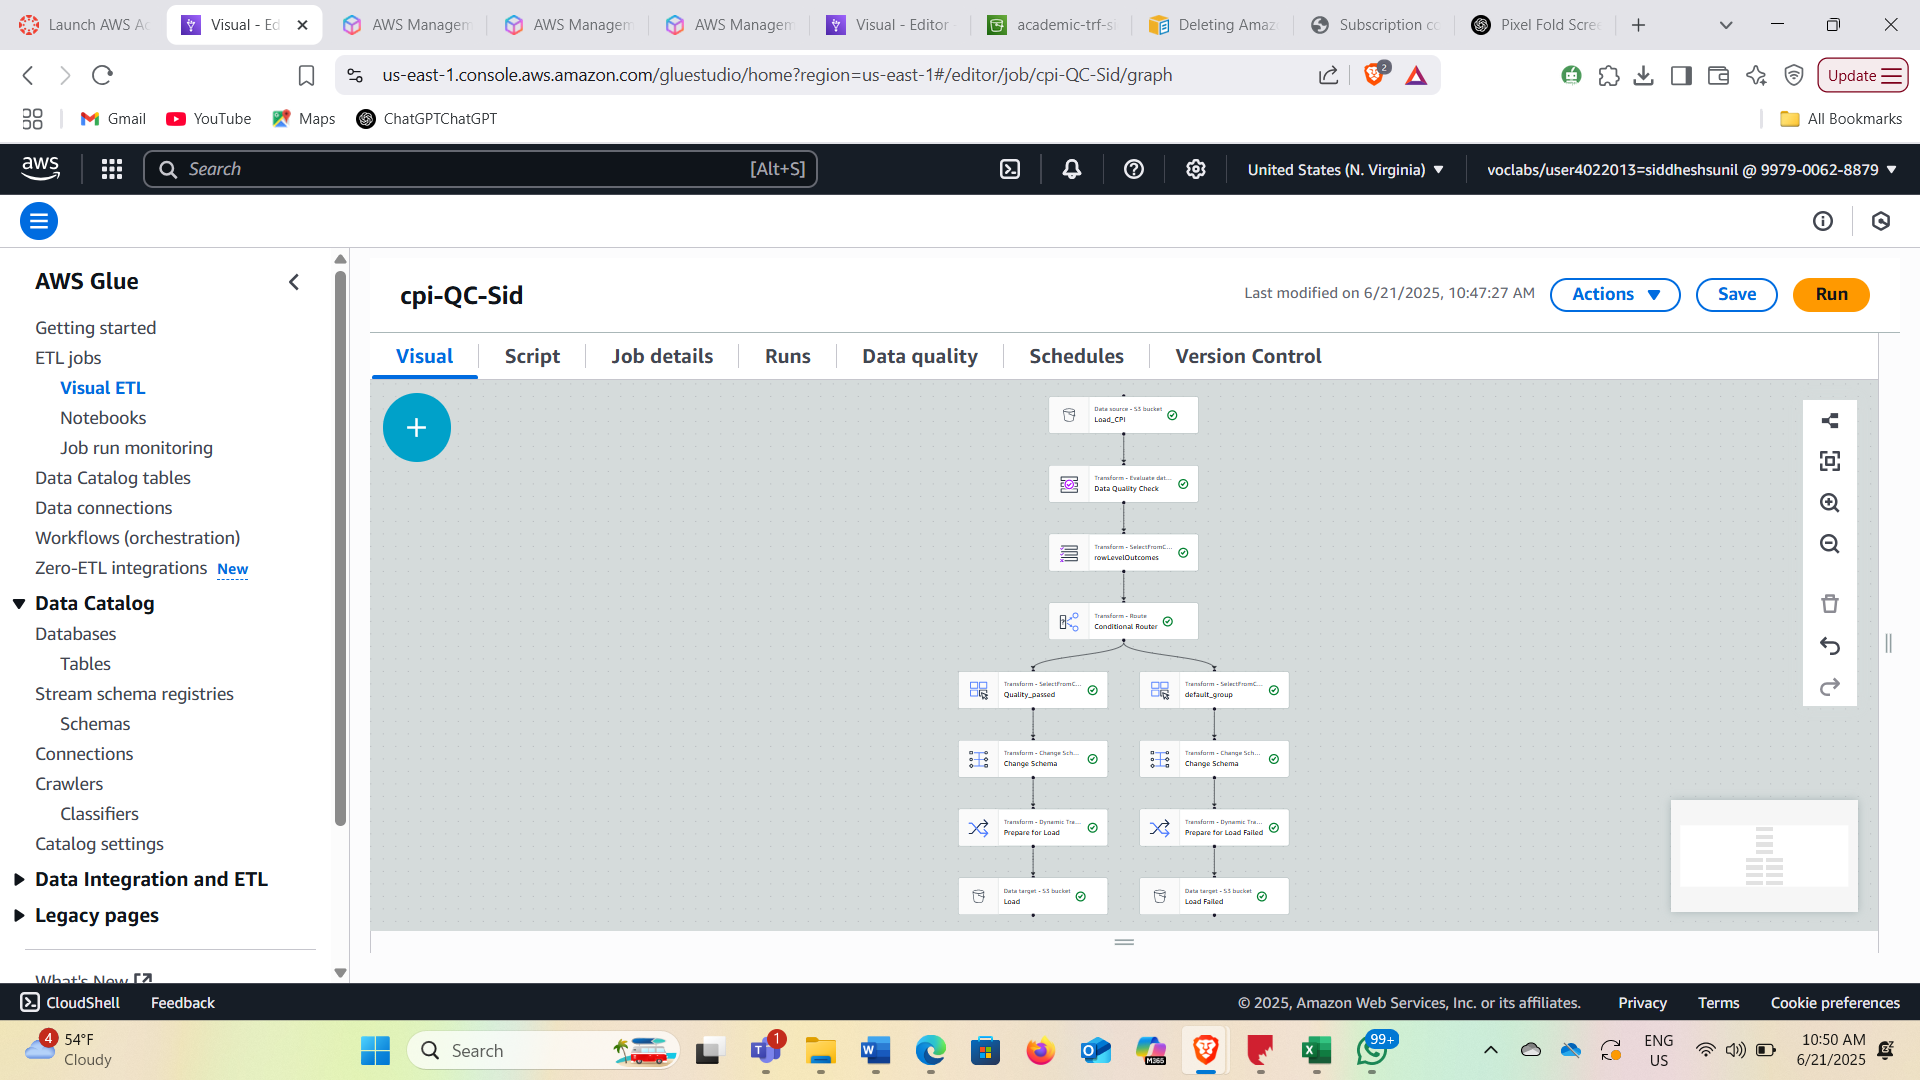 Launch AWS Ac
Visual - Ed
AWS Managem
AWS Managem
AWS Managem
Visual - Editor -
academic-trf-si
Deleting Amaz
Subscription co
Pixel Fold Scre
us-east-1.console.aws.amazon.com/gluestudio/home?region=us-east-1#/editor/job/cpi-QC-Sid/graph
2
Update
Gmail
YouTube
Maps
ChatGPTChatGPT
All Bookmarks
aws
Search
[Alt+S]
United States (N. Virginia)
voclabs/user4022013=siddheshsunil @ 9979-0062-8879
AWS Glue
Getting started
ETL jobs
Visual ETL
Notebooks
Job run monitoring
Data Catalog tables
Data connections
Workflows (orchestration)
Zero-ETL integrations New
Data Catalog
Databases
Tables
Stream schema registries
Schemas
Connections
Crawlers
Classifiers
Catalog settings
Data Integration and ETL
Legacy pages
What's New
cpi-QC-Sid
Last modified on 6/21/2025, 10:47:27 AM
Actions
Save
Run
Visual
Script
Job details
Runs
Data quality
Schedules
Version Control
Data source - S3 bucket
Load_CPI
Transform - Evaluate dat...
Data Quality Check
Transform - SelectFromC...
rowLevelOutcomes
Transform - Route
Conditional Router
Transform - SelectFromC...
Quality_passed
Transform - SelectFromC...
default_group
Transform - Change Sch...
Change Schema
Transform - Change Sch...
Change Schema
Transform - Dynamic Tra...
Prepare for Load
Transform - Dynamic Tra...
Prepare for Load Failed
Data target - S3 bucket
Load
Data target - S3 bucket
Load Failed
CloudShell
Feedback
© 2025, Amazon Web Services, Inc. or its affiliates.
Privacy
Terms
Cookie preferences
4
54°F
Cloudy
Search
1
M365
99+
ENG
US
10:50 AM
6/21/2025